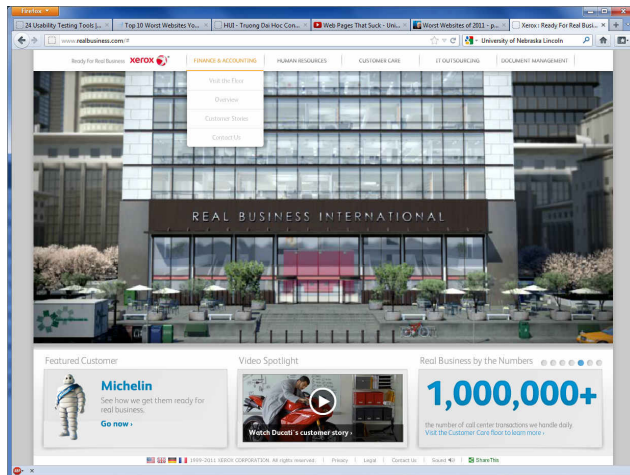 Firefox
24 Usability Testing Tools |...
Top 10 Worst Websites Yo...
HUI - Truong Dai Hoc Con...
Web Pages That Suck - Uni...
Worst Websites of 2011 - p...
Xerox : Ready For Real Busi...
www.realbusiness.com
University of Nebraska Lincoln
Ready For Real Business xerox
FINANCE & ACCOUNTING
HUMAN RESOURCES
CUSTOMER CARE
IT OUTSOURCING
DOCUMENT MANAGEMENT
Visit the Floor
Overview
Customer Stories
Contact Us
REAL BUSINESS INTERNATIONAL
Featured Customer
Michelin
See how we get them ready for
real business.
Go now ›
Video Spotlight
Watch Ducati's customer story ›
Real Business by the Numbers
1,000,000+
the number of call center transactions we handle daily.
Visit the Customer Care floor to learn more ›
1999-2011 XEROX CORPORATION. All rights reserved. | Privacy | Legal | Contact Us | Sound | ShareThis